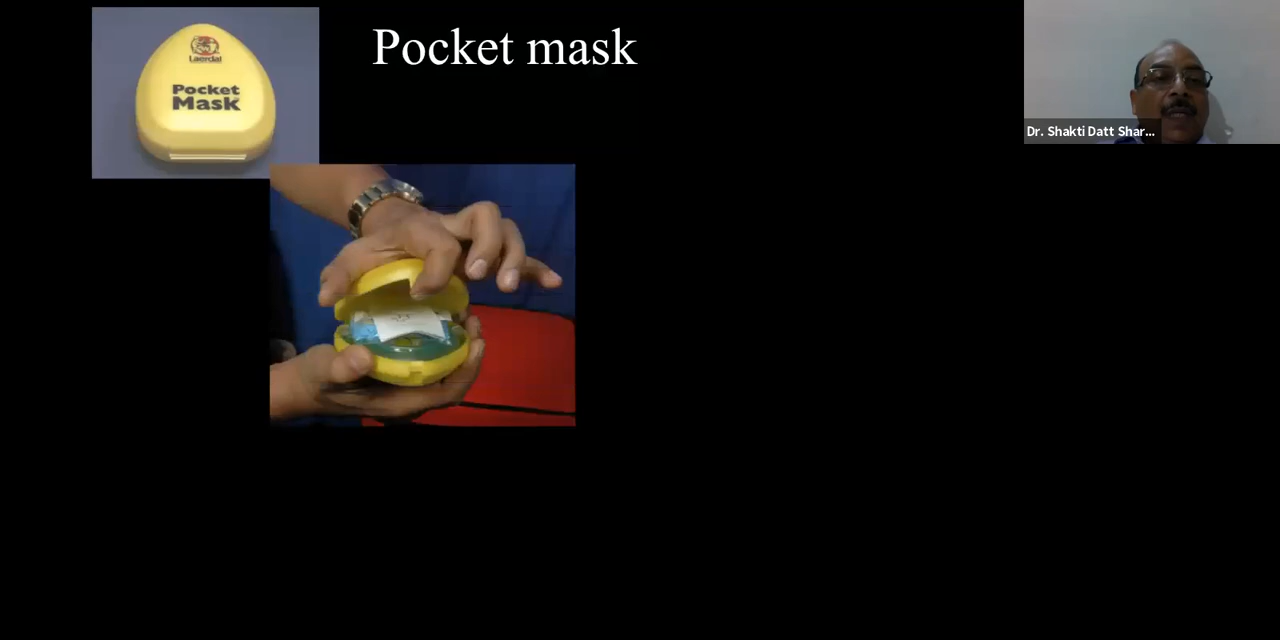 Pocket mask
Laerdal
Pocket
Mask
Dr. Shakti Datt Shar...